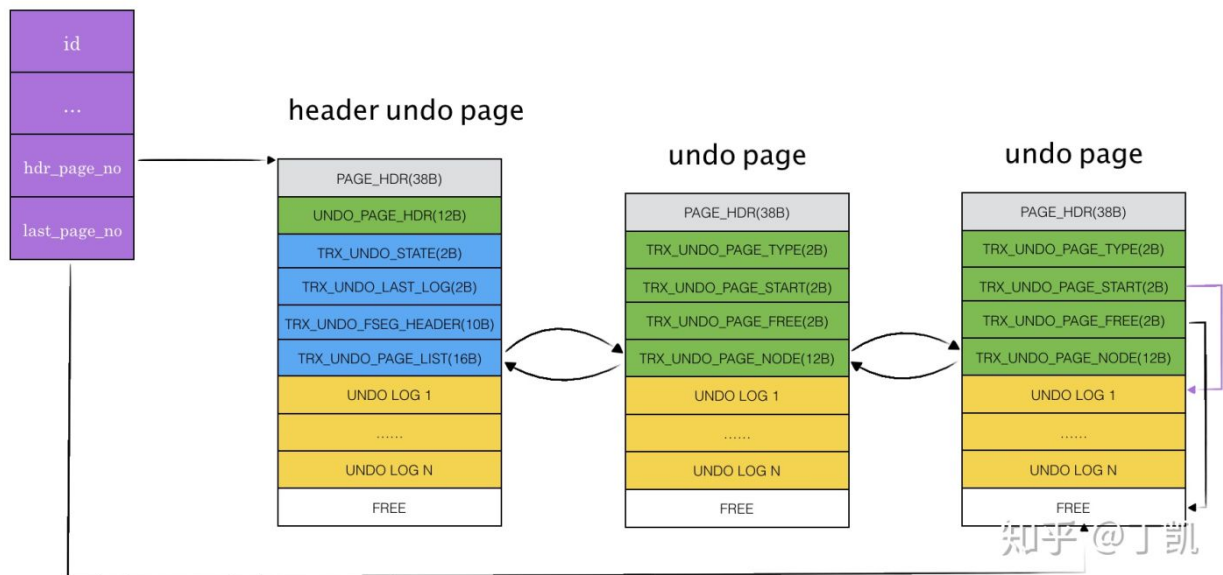 id
...
hdr_page_no
last_page_no
header undo page
PAGE_HDR(38B)
UNDO_PAGE_HDR(12B)
TRX_UNDO_STATE(2B)
TRX_UNDO_LAST_LOG(2B)
TRX_UNDO_FSEG_HEADER(10B)
TRX_UNDO_PAGE_LIST(16B)
UNDO LOG 1
......
UNDO LOG N
FREE
undo page
PAGE_HDR(38B)
TRX_UNDO_PAGE_TYPE(2B)
TRX_UNDO_PAGE_START(2B)
TRX_UNDO_PAGE_FREE(2B)
TRX_UNDO_PAGE_NODE(12B)
UNDO LOG 1
......
UNDO LOG N
FREE
undo page
PAGE_HDR(38B)
TRX_UNDO_PAGE_TYPE(2B)
TRX_UNDO_PAGE_START(2B)
TRX_UNDO_PAGE_FREE(2B)
TRX_UNDO_PAGE_NODE(12B)
UNDO LOG 1
......
UNDO LOG N
FREE
知乎 @丁凯